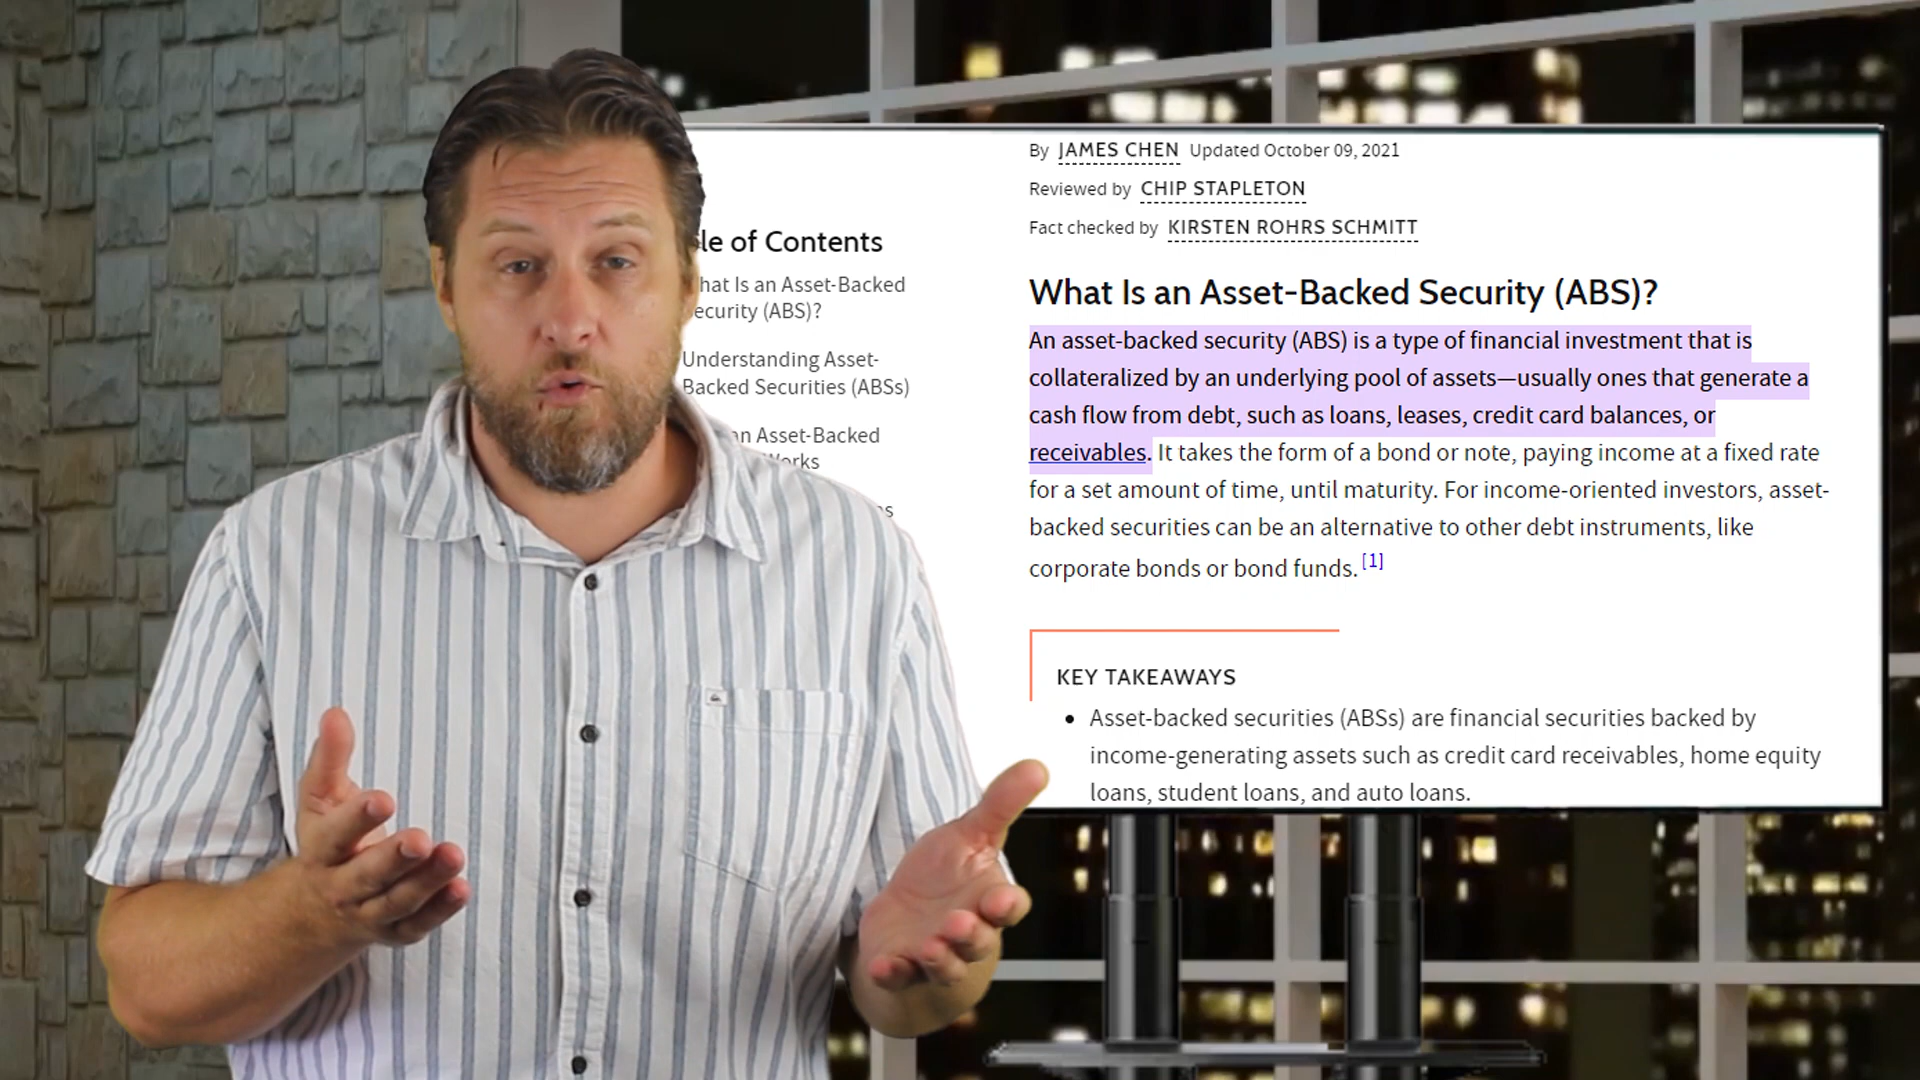 By JAMES CHEN Updated October 09, 2021
Reviewed by CHIP STAPLETON
Fact checked by KIRSTEN ROHRS SCHMITT
le of Contents
hat Is an Asset-Backed
ecurity (ABS)?
Understanding Asset-
Backed Securities (ABSs)
an Asset-Backed
Works
What Is an Asset-Backed Security (ABS)?
An asset-backed security (ABS) is a type of financial investment that is
collateralized by an underlying pool of assets—usually ones that generate a
cash flow from debt, such as loans, leases, credit card balances, or
receivables. It takes the form of a bond or note, paying income at a fixed rate
for a set amount of time, until maturity. For income-oriented investors, asset-
backed securities can be an alternative to other debt instruments, like
corporate bonds or bond funds. [1]
KEY TAKEAWAYS
• Asset-backed securities (ABSs) are financial securities backed by
income-generating assets such as credit card receivables, home equity
loans, student loans, and auto loans.